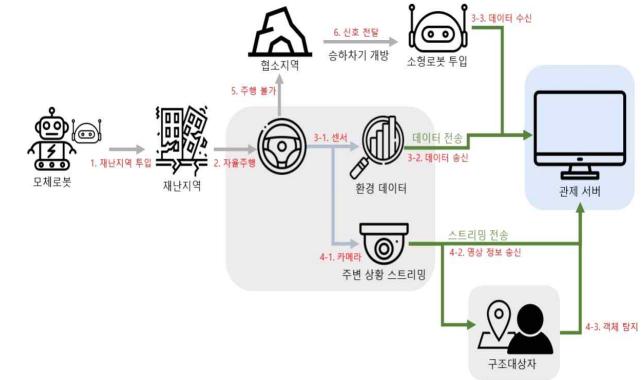 6. 신호 전달
3-3. 데이터 수신
승하차기 개방
소형로봇 투입
협소지역
5. 주행 불가
1. 재난지역 투입
2. 자율주행
3-1. 센서
데이터 전송
3-2. 데이터 송신
모체로봇
재난지역
환경 데이터
관제 서버
스트리밍 전송
4-1. 카메라
4-2. 영상 정보 송신
주변 상황 스트리밍
4-3. 객체 탐지
구조대상자